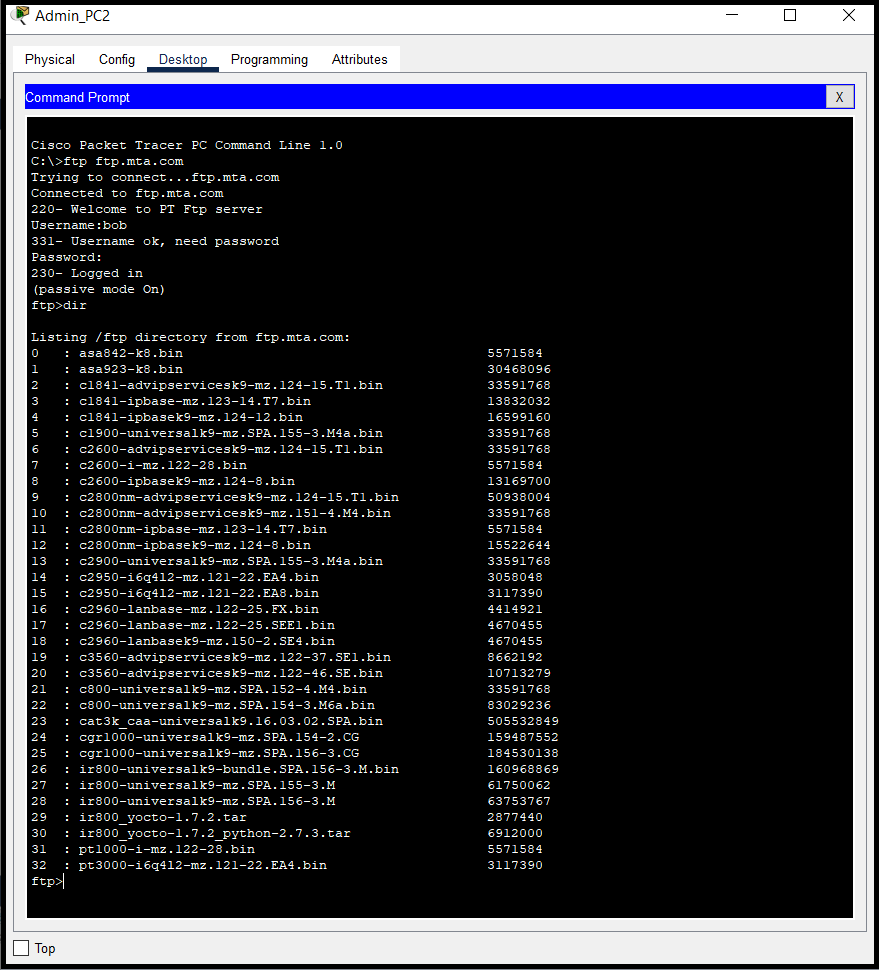 Admin_PC2
Physical Config Desktop Programming Attributes
Command Prompt X
Cisco Packet Tracer PC Command Line 1.0
C:\>ftp ftp.mta.com
Trying to connect...ftp.mta.com
Connected to ftp.mta.com
220- Welcome to PT Ftp server
Username:bob
331- Username ok, need password
Password:
230- Logged in
(passive mode On)
ftp>dir
Listing /ftp directory from ftp.mta.com:
0 : asa842-k8.bin 5571584
1 : asa923-k8.bin 30468096
2 : c1841-advipservicesk9-mz.124-15.T1.bin 33591768
3 : c1841-ipbase-mz.123-14.T7.bin 13832032
4 : c1841-ipbasek9-mz.124-12.bin 16599160
5 : c1900-universalk9-mz.SPA.155-3.M4a.bin 33591768
6 : c2600-advipservicesk9-mz.124-15.T1.bin 33591768
7 : c2600-i-mz.122-28.bin 5571584
8 : c2600-ipbasek9-mz.124-8.bin 13169700
9 : c2800nm-advipservicesk9-mz.124-15.T1.bin 50938004
10 : c2800nm-advipservicesk9-mz.151-4.M4.bin 33591768
11 : c2800nm-ipbase-mz.123-14.T7.bin 5571584
12 : c2800nm-ipbasek9-mz.124-8.bin 15522644
13 : c2900-universalk9-mz.SPA.155-3.M4a.bin 33591768
14 : c2950-i6q4l2-mz.121-22.EA4.bin 3058048
15 : c2950-i6q4l2-mz.121-22.EA8.bin 3117390
16 : c2960-lanbase-mz.122-25.FX.bin 4414921
17 : c2960-lanbase-mz.122-25.SEE1.bin 4670455
18 : c2960-lanbasek9-mz.150-2.SE4.bin 4670455
19 : c3560-advipservicesk9-mz.122-37.SE1.bin 8662192
20 : c3560-advipservicesk9-mz.122-46.SE.bin 10713279
21 : c800-universalk9-mz.SPA.152-4.M4.bin 33591768
22 : c800-universalk9-mz.SPA.154-3.M6a.bin 83029236
23 : cat3k_caa-universalk9.16.03.02.SPA.bin 505532849
24 : cgr1000-universalk9-mz.SPA.154-2.CG 159487552
25 : cgr1000-universalk9-mz.SPA.156-3.CG 184530138
26 : ir800-universalk9-bundle.SPA.156-3.M.bin 160968869
27 : ir800-universalk9-mz.SPA.155-3.M 61750062
28 : ir800-universalk9-mz.SPA.156-3.M 63753767
29 : ir800_yocto-1.7.2.tar 2877440
30 : ir800_yocto-1.7.2_python-2.7.3.tar 6912000
31 : pt1000-i-mz.122-28.bin 5571584
32 : pt3000-i6q4l2-mz.121-22.EA4.bin 3117390
ftp>
Top